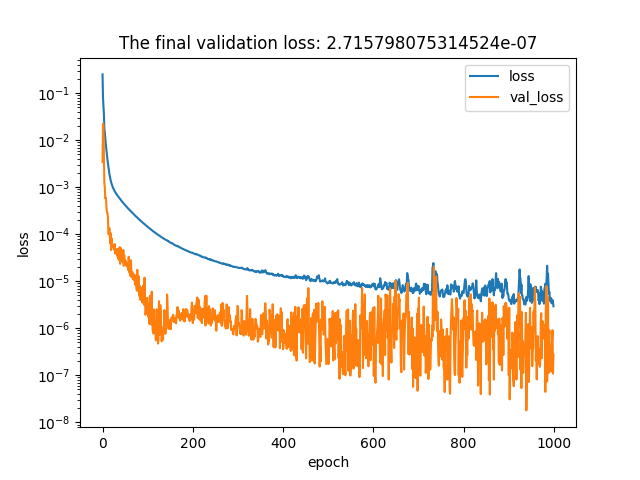 The final validation loss: 2.715798075314524e-07
loss
val_loss
10⁻¹
10⁻²
10⁻³
10⁻⁴
10⁻⁵
10⁻⁶
10⁻⁷
10⁻⁸
loss
0 200 400 600 800 1000
epoch